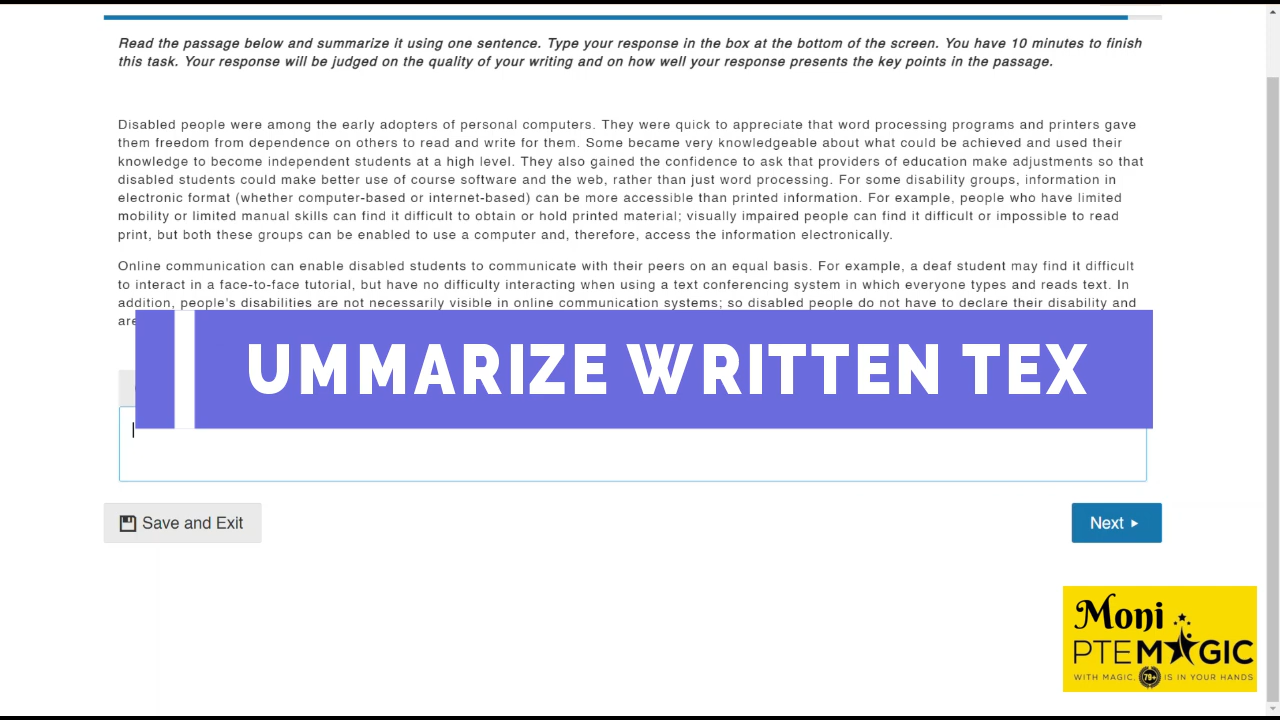 Read the passage below and summarize it using one sentence. Type your response in the box at the bottom of the screen. You have 10 minutes to finish
this task. Your response will be judged on the quality of your writing and on how well your response presents the key points in the passage.
Disabled people were among the early adopters of personal computers. They were quick to appreciate that word processing programs and printers gave
them freedom from dependence on others to read and write for them. Some became very knowledgeable about what could be achieved and used their
knowledge to become independent students at a high level. They also gained the confidence to ask that providers of education make adjustments so that
disabled students could make better use of course software and the web, rather than just word processing. For some disability groups, information in
electronic format (whether computer-based or internet-based) can be more accessible than printed information. For example, people who have limited
mobility or limited manual skills can find it difficult to obtain or hold printed material; visually impaired people can find it difficult or impossible to read
print, but both these groups can be enabled to use a computer and, therefore, access the information electronically.
Online communication can enable disabled students to communicate with their peers on an equal basis. For example, a deaf student may find it difficult
to interact in a face-to-face tutorial, but have no difficulty interacting when using a text conferencing system in which everyone types and reads text. In
addition, people's disabilities are not necessarily visible in online communication systems; so disabled people do not have to declare their disability and
are
UMMARIZE WRITTEN TEX
Save and Exit
Next
Moni
PTEMAGIC
WITH MAGIC, 79+ IS IN YOUR HANDS